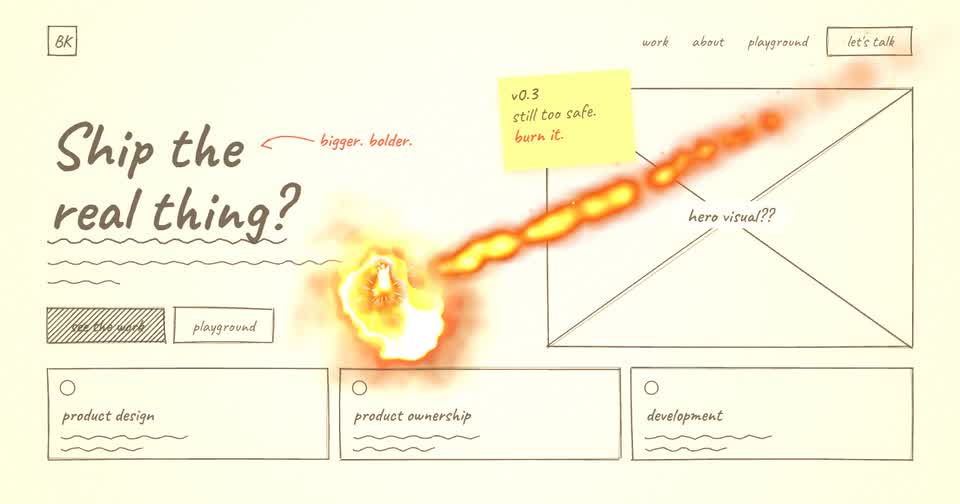 BK
work about playground let's talk
v0.3
still too safe.
burn it.
Ship the
real thing?
bigger. bolder.
hero visual??
see the work
playground
product design
product ownership
development